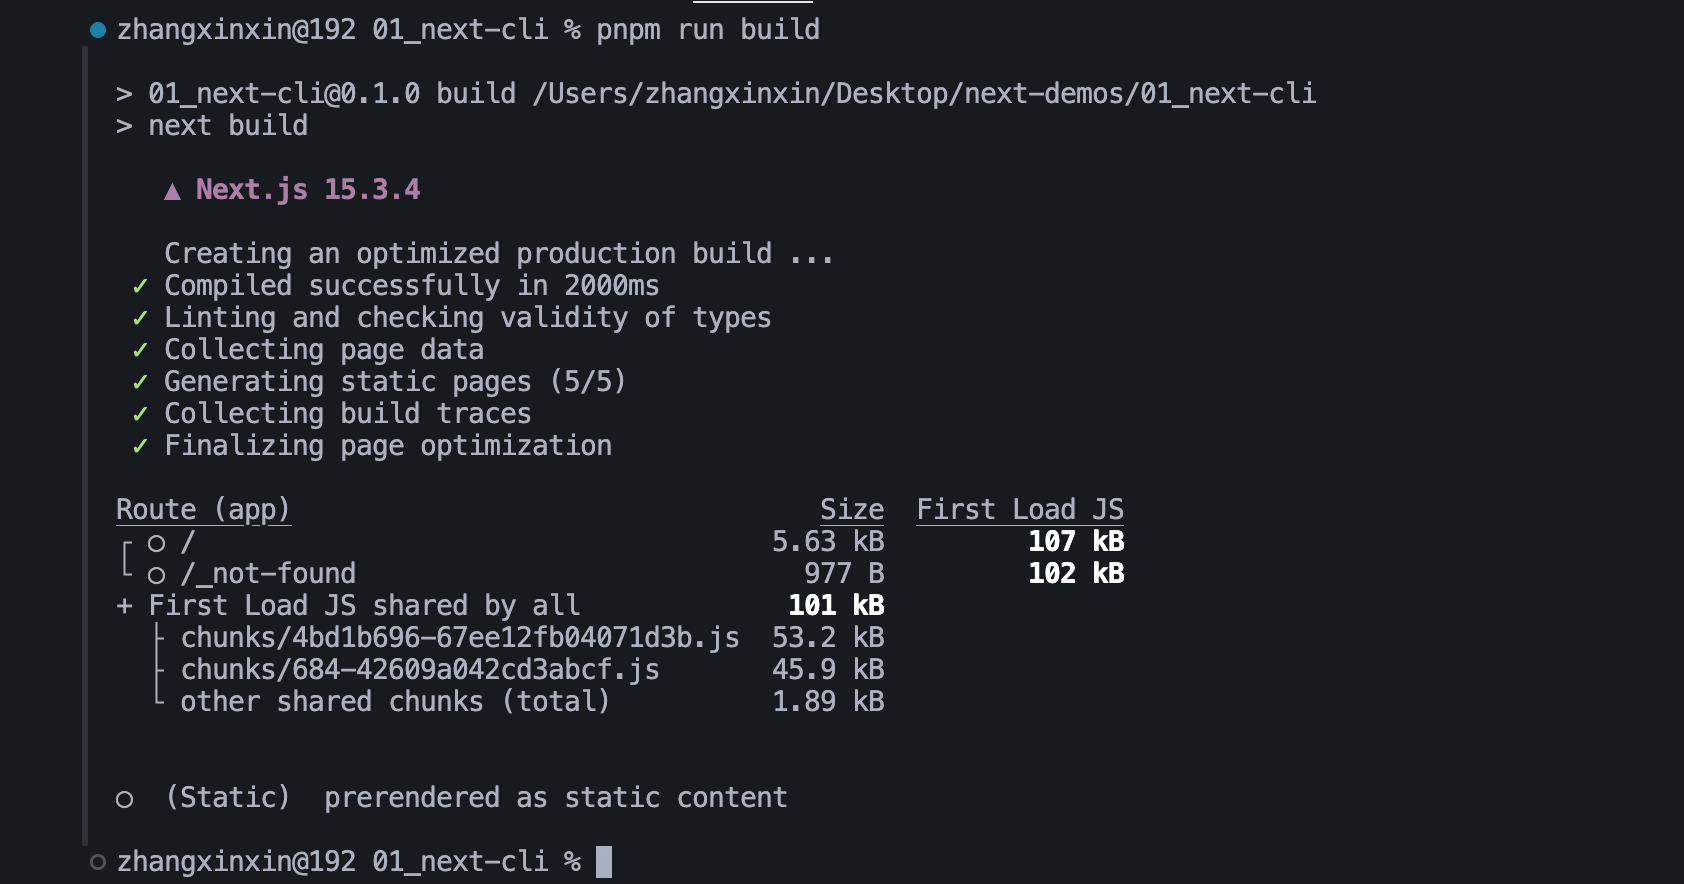 zhangxinxin@192 01_next-cli % pnpm run build
> 01_next-cli@0.1.0 build /Users/zhangxinxin/Desktop/next-demos/01_next-cli
> next build
▲ Next.js 15.3.4
Creating an optimized production build ...
✓ Compiled successfully in 2000ms
✓ Linting and checking validity of types
✓ Collecting page data
✓ Generating static pages (5/5)
✓ Collecting build traces
✓ Finalizing page optimization
Route (app) Size First Load JS
┌ ○ / 5.63 kB 107 kB
└ ○ /_not-found 977 B 102 kB
+ First Load JS shared by all 101 kB
├ chunks/4bd1b696-67ee12fb04071d3b.js 53.2 kB
├ chunks/684-42609a042cd3abcf.js 45.9 kB
└ other shared chunks (total) 1.89 kB
○ (Static) prerendered as static content
zhangxinxin@192 01_next-cli %